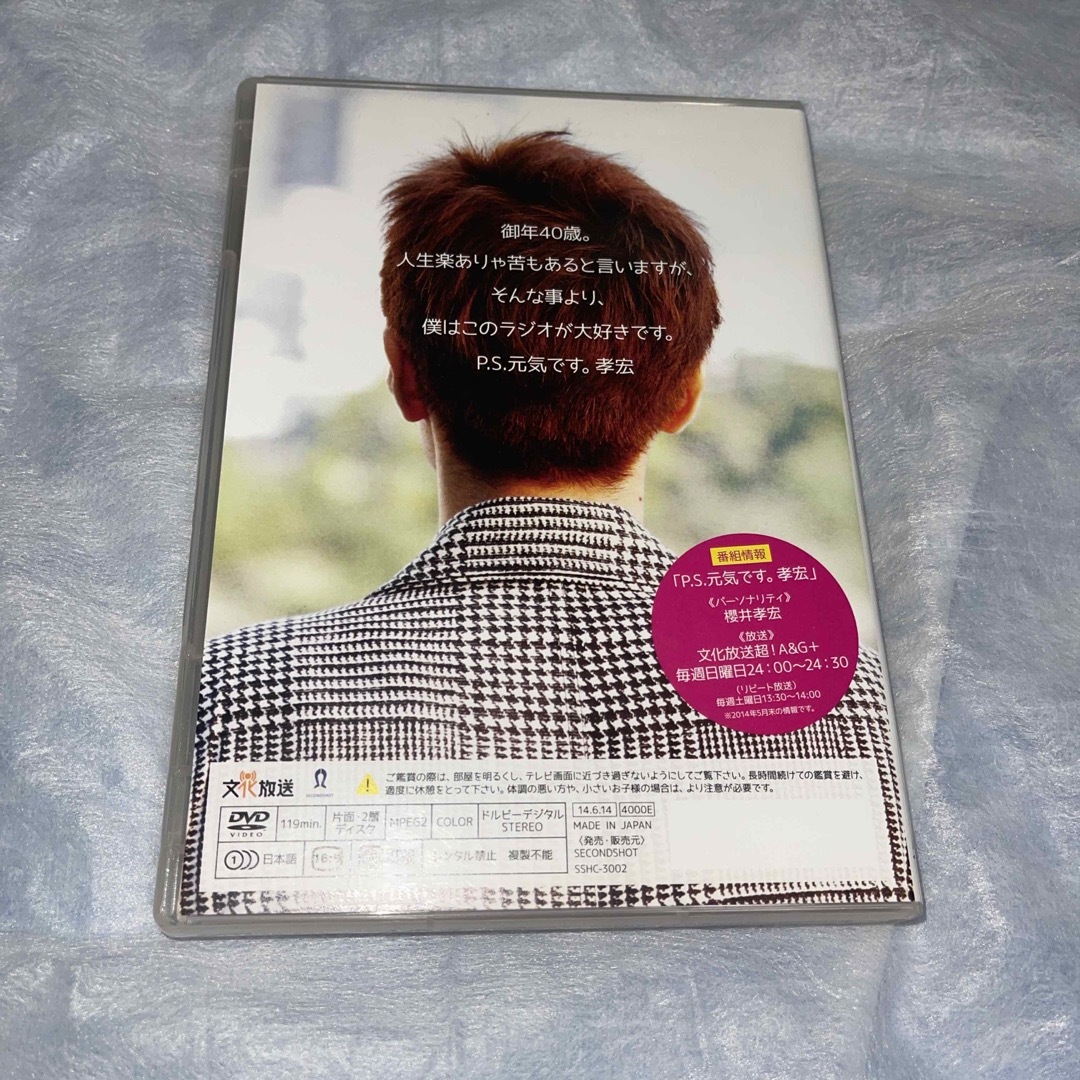 御年40歳。
人生楽ありゃ苦もあると言いますが、
そんな事より、
僕はこのラジオが大好きです。
P.S.元気です。孝宏
番組情報
「P.S.元気です。孝宏」
《パーソナリティ》
櫻井孝宏
《放送》
文化放送超！A&G＋
毎週日曜日24：00〜24：30
（リピート放送）
毎週土曜日13:30〜14:00
※2014年5月末の情報です。
文化放送
SECONDSHOT
ご鑑賞の際は、部屋を明るくし、テレビ画面に近づき過ぎないようにしてご覧下さい。長時間続けての鑑賞を避け、
適度に休憩をとって下さい。体調の悪い方や、小さいお子様の場合は、より注意が必要です。
DVD
VIDEO
119min.
片面・2層
ディスク
MPEG2
COLOR
ドルビーデジタル
STEREO
14.6.14
4000E
MADE IN JAPAN
〈発売・販売元〉
SECONDSHOT
SSHC-3002
1
日本語
16:9
レンタル禁止
複製不能